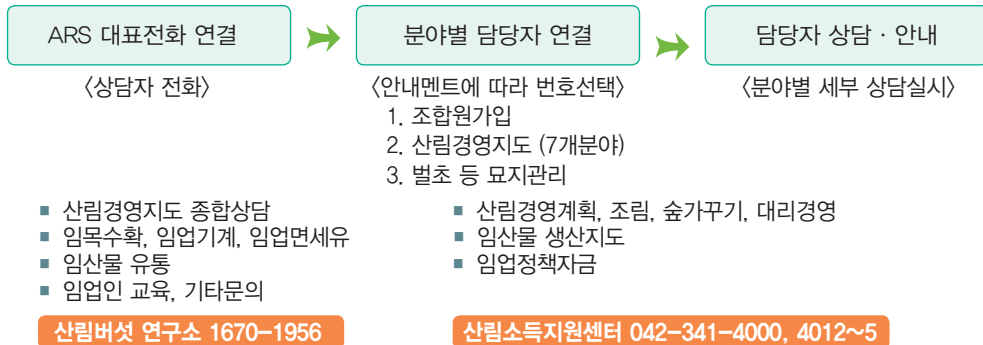 ARS 대표전화 연결
분야별 담당자 연결
담당자 상담 · 안내
〈상담자 전화〉
〈안내멘트에 따라 번호선택〉
〈분야별 세부 상담실시〉
1. 조합원가입
2. 산림경영지도 (7개분야)
3. 벌초 등 묘지관리
■ 산림경영지도 종합상담
■ 임목수확, 임업기계, 임업면세유
■ 임산물 유통
■ 임업인 교육, 기타문의
■ 산림경영계획, 조림, 숲가꾸기, 대리경영
■ 임산물 생산지도
■ 임업정책자금
산림버섯 연구소 1670-1956
산림소득지원센터 042-341-4000, 4012~5